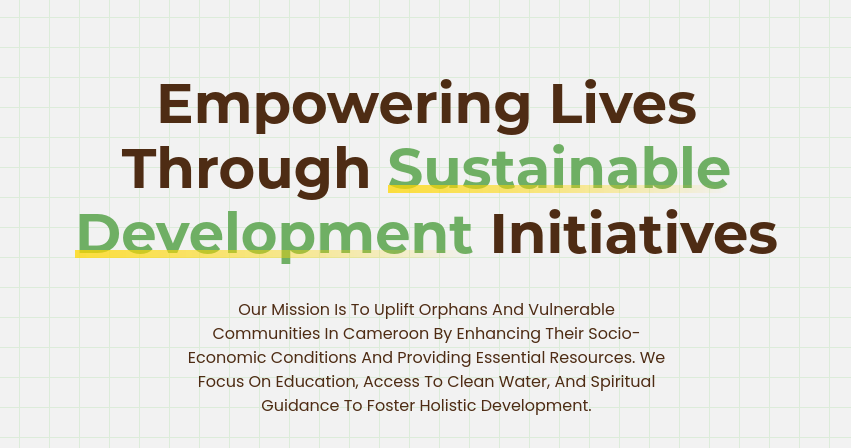 Empowering Lives
Through Sustainable
Development Initiatives
Our Mission Is To Uplift Orphans And Vulnerable
Communities In Cameroon By Enhancing Their Socio-
Economic Conditions And Providing Essential Resources. We
Focus On Education, Access To Clean Water, And Spiritual
Guidance To Foster Holistic Development.